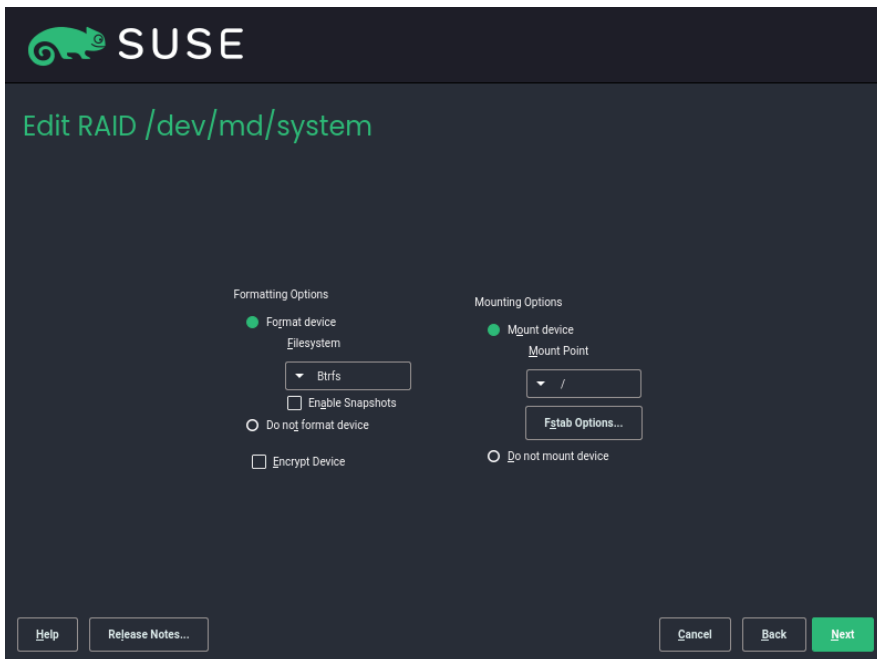 SUSE
Edit RAID /dev/md/system
Formatting Options
Format device
Filesystem
Btrfs
Enable Snapshots
Do not format device
Encrypt Device
Mounting Options
Mount device
Mount Point
/
Fstab Options...
Do not mount device
Help
Release Notes...
Cancel
Back
Next